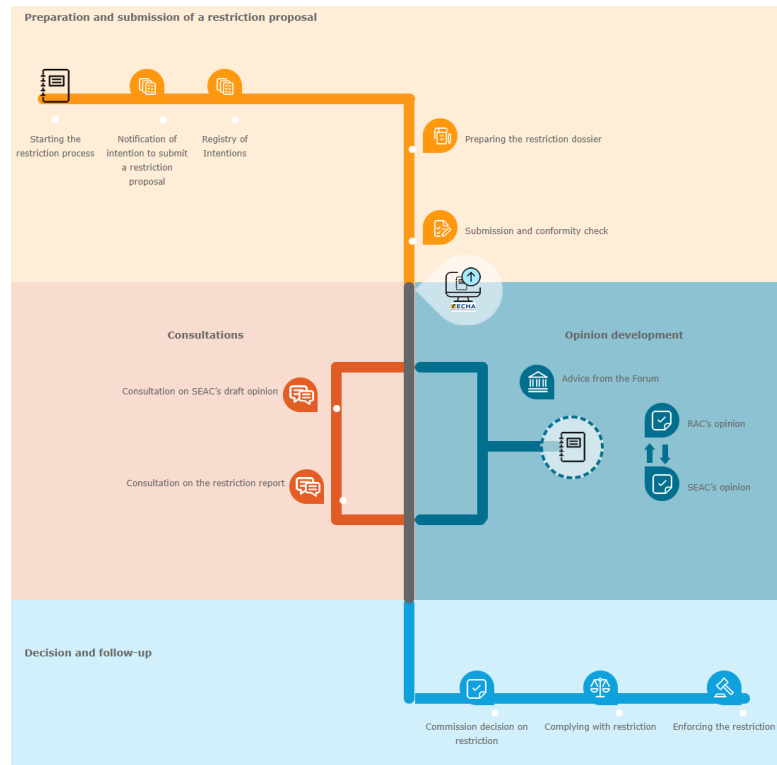 Preparation and submission of a restriction proposal
Starting the
restriction process
Notification of
intention to submit
a restriction
proposal
Registry of
Intentions
Preparing the restriction dossier
Submission and conformity check
ECHA
Consultations
Opinion development
Consultation on SEAC's draft opinion
Advice from the Forum
RAC's opinion
Consultation on the restriction report
SEAC's opinion
Decision and follow-up
Commission decision on
restriction
Complying with restriction
Enforcing the restriction